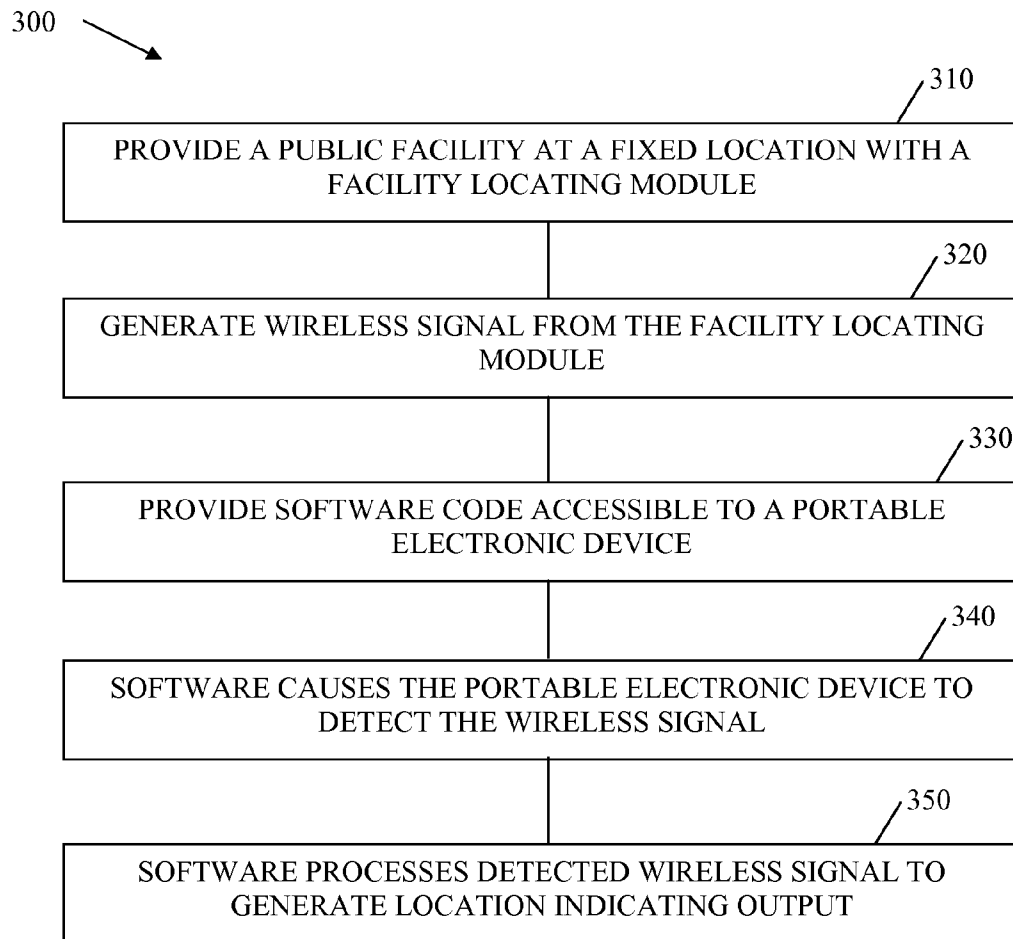 300
310
PROVIDE A PUBLIC FACILITY AT A FIXED LOCATION WITH A
FACILITY LOCATING MODULE
320
GENERATE WIRELESS SIGNAL FROM THE FACILITY LOCATING
MODULE
330
PROVIDE SOFTWARE CODE ACCESSIBLE TO A PORTABLE
ELECTRONIC DEVICE
340
SOFTWARE CAUSES THE PORTABLE ELECTRONIC DEVICE TO
DETECT THE WIRELESS SIGNAL
350
SOFTWARE PROCESSES DETECTED WIRELESS SIGNAL TO
GENERATE LOCATION INDICATING OUTPUT